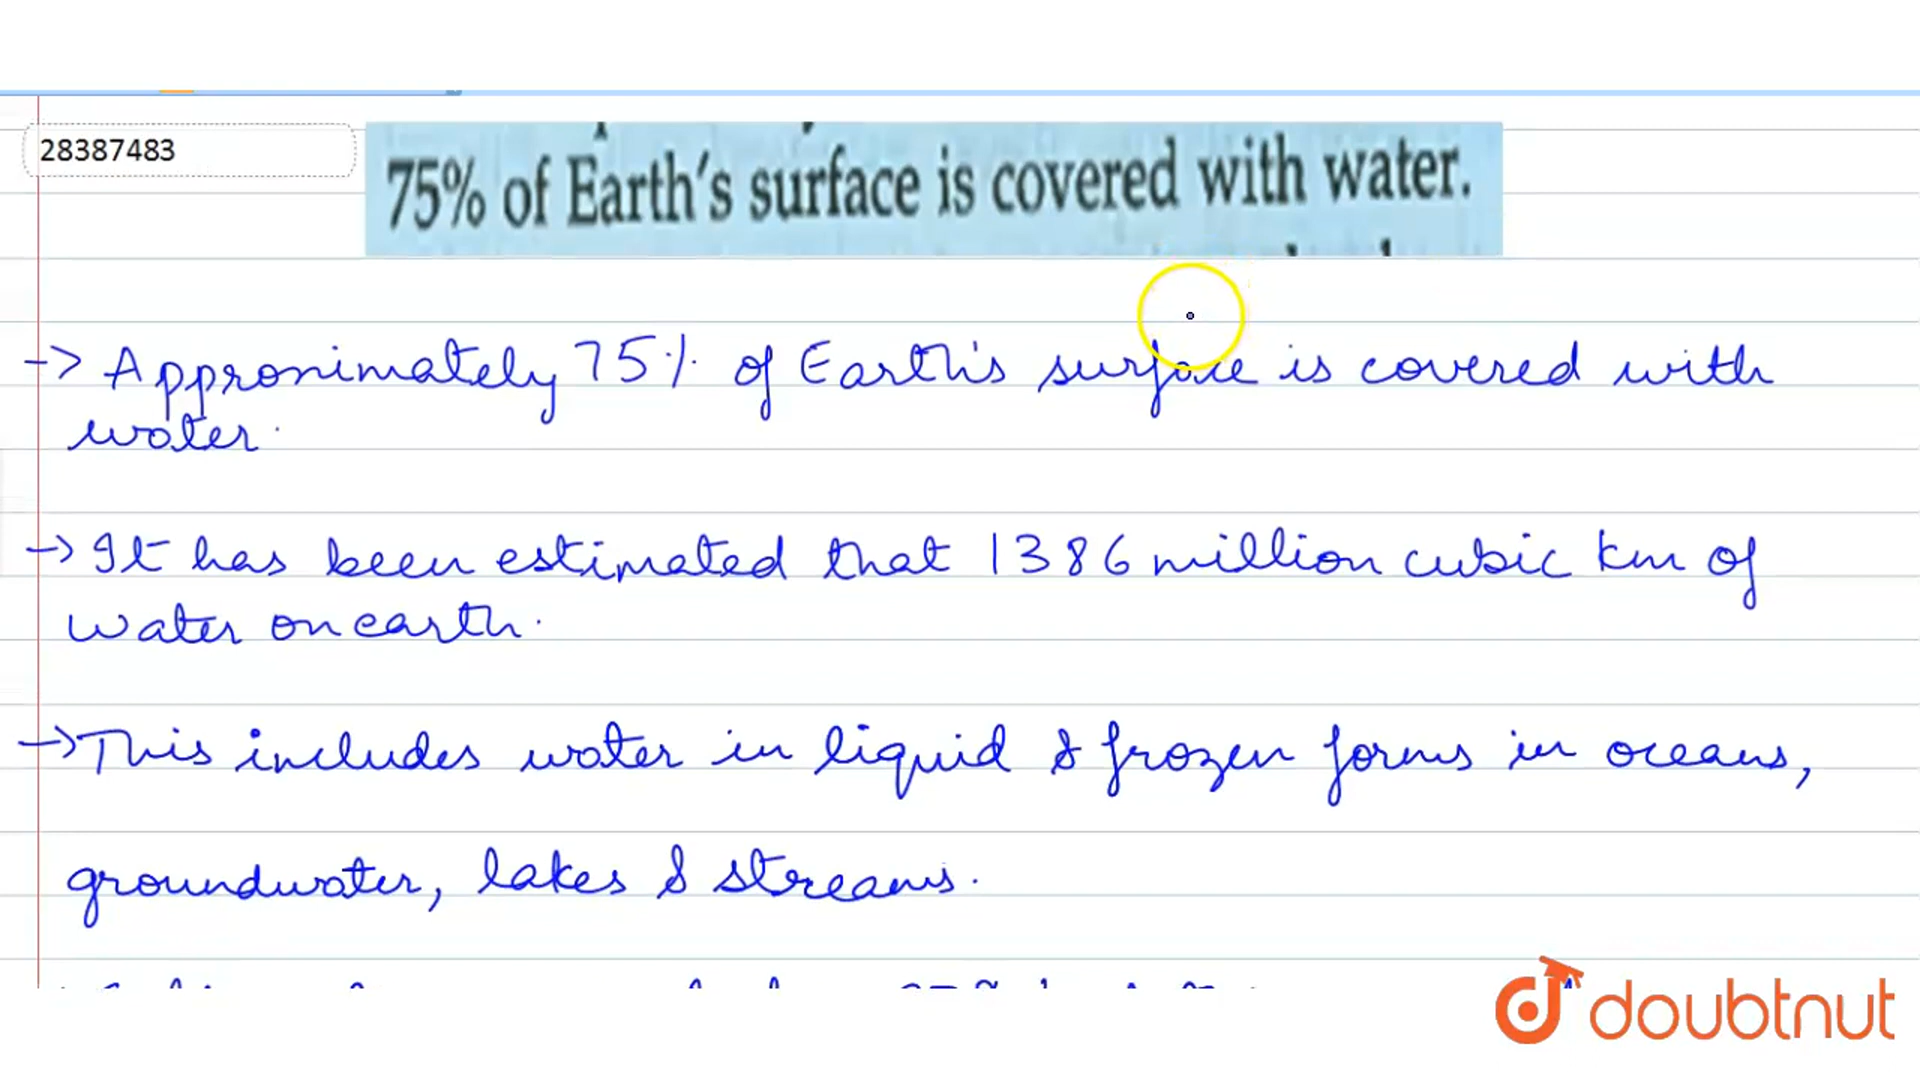 28387483
75% of Earth's surface is covered with water.
-> Approximately 75% of Earth's surface is covered with
water.
-> It has been estimated that 1386 million cubic km of
water on earth.
-> This includes water in liquid & frozen forms in oceans,
groundwater, lakes & streams.
doubtnut